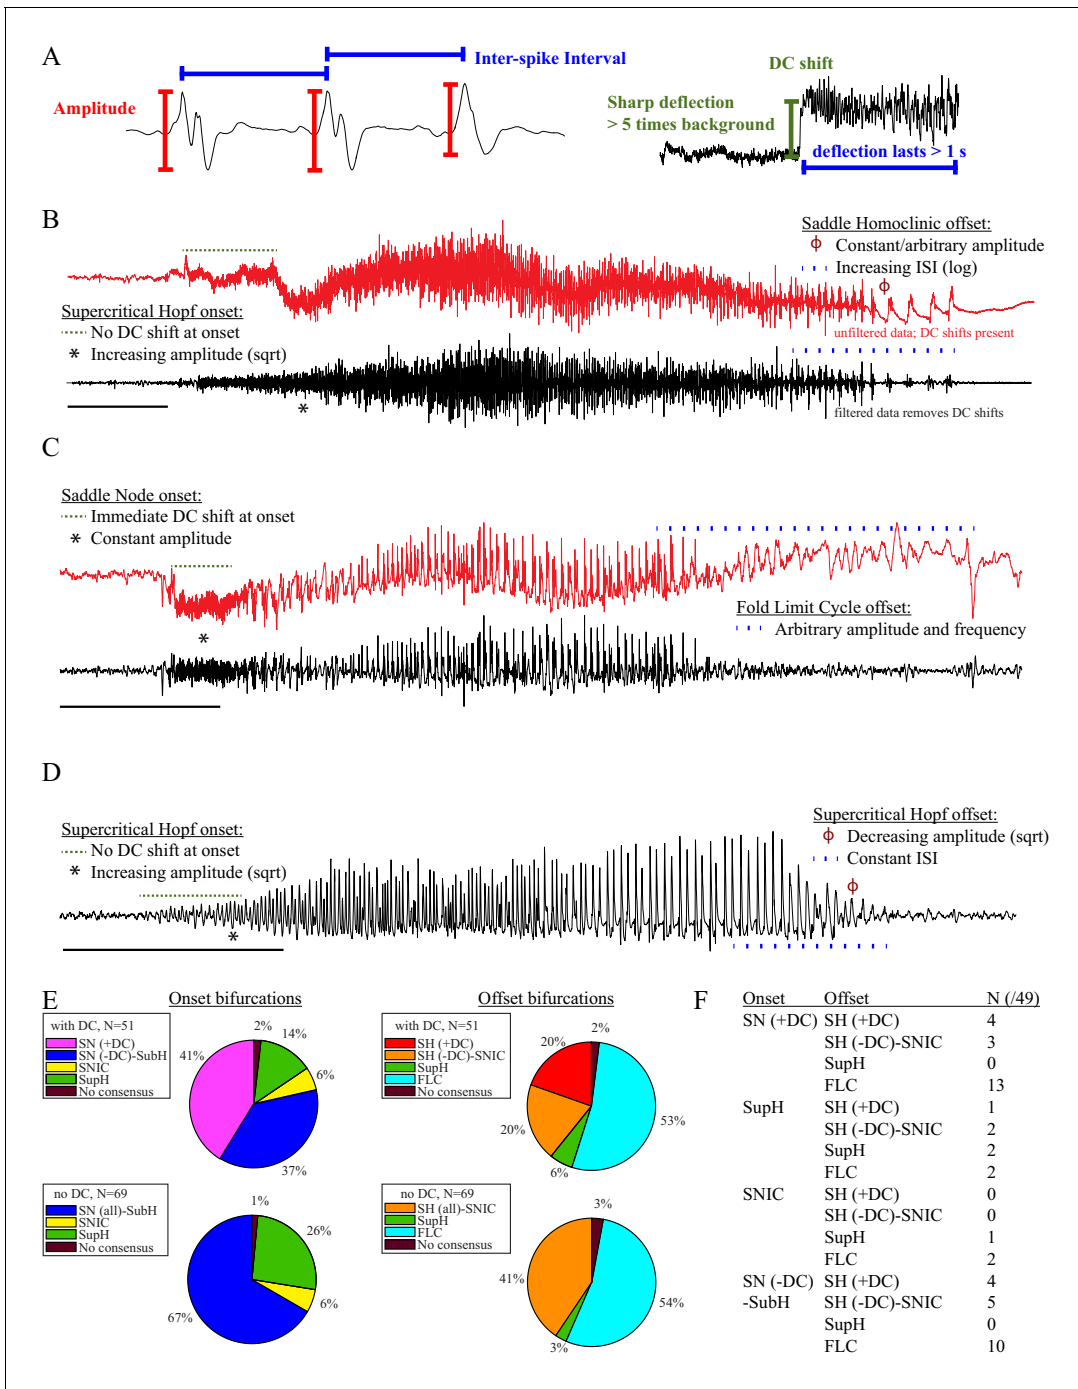 A
Inter-spike Interval
Amplitude
DC shift
Sharp deflection
> 5 times background
deflection lasts > 1 s
B
Saddle Homoclinic offset:
ϕ Constant/arbitrary amplitude
Increasing ISI (log)
ϕ
Supercritical Hopf onset:
No DC shift at onset
* Increasing amplitude (sqrt)
unfiltered data; DC shifts present
*
filtered data removes DC shifts
C
Saddle Node onset:
Immediate DC shift at onset
* Constant amplitude
*
Fold Limit Cycle offset:
Arbitrary amplitude and frequency
D
Supercritical Hopf onset:
No DC shift at onset
* Increasing amplitude (sqrt)
*
Supercritical Hopf offset:
ϕ Decreasing amplitude (sqrt)
Constant ISI
ϕ
E
Onset bifurcations
with DC, N=51
SN (+DC)
SN (-DC)-SubH
SNIC
SupH
No consensus
2%
14%
6%
37%
41%
no DC, N=69
SN (all)-SubH
SNIC
SupH
No consensus
1%
26%
6%
67%
Offset bifurcations
with DC, N=51
SH (+DC)
SH (-DC)-SNIC
SupH
FLC
No consensus
2%
20%
20%
6%
53%
no DC, N=69
SH (all)-SNIC
SupH
FLC
No consensus
3%
41%
3%
54%
F
Onset Offset N (/49)
SN (+DC) SH (+DC) 4
SH (-DC)-SNIC 3
SupH 0
FLC 13
SupH SH (+DC) 1
SH (-DC)-SNIC 2
SupH 2
FLC 2
SNIC SH (+DC) 0
SH (-DC)-SNIC 0
SupH 1
FLC 2
SN (-DC) SH (+DC) 4
-SubH SH (-DC)-SNIC 5
SupH 0
FLC 10